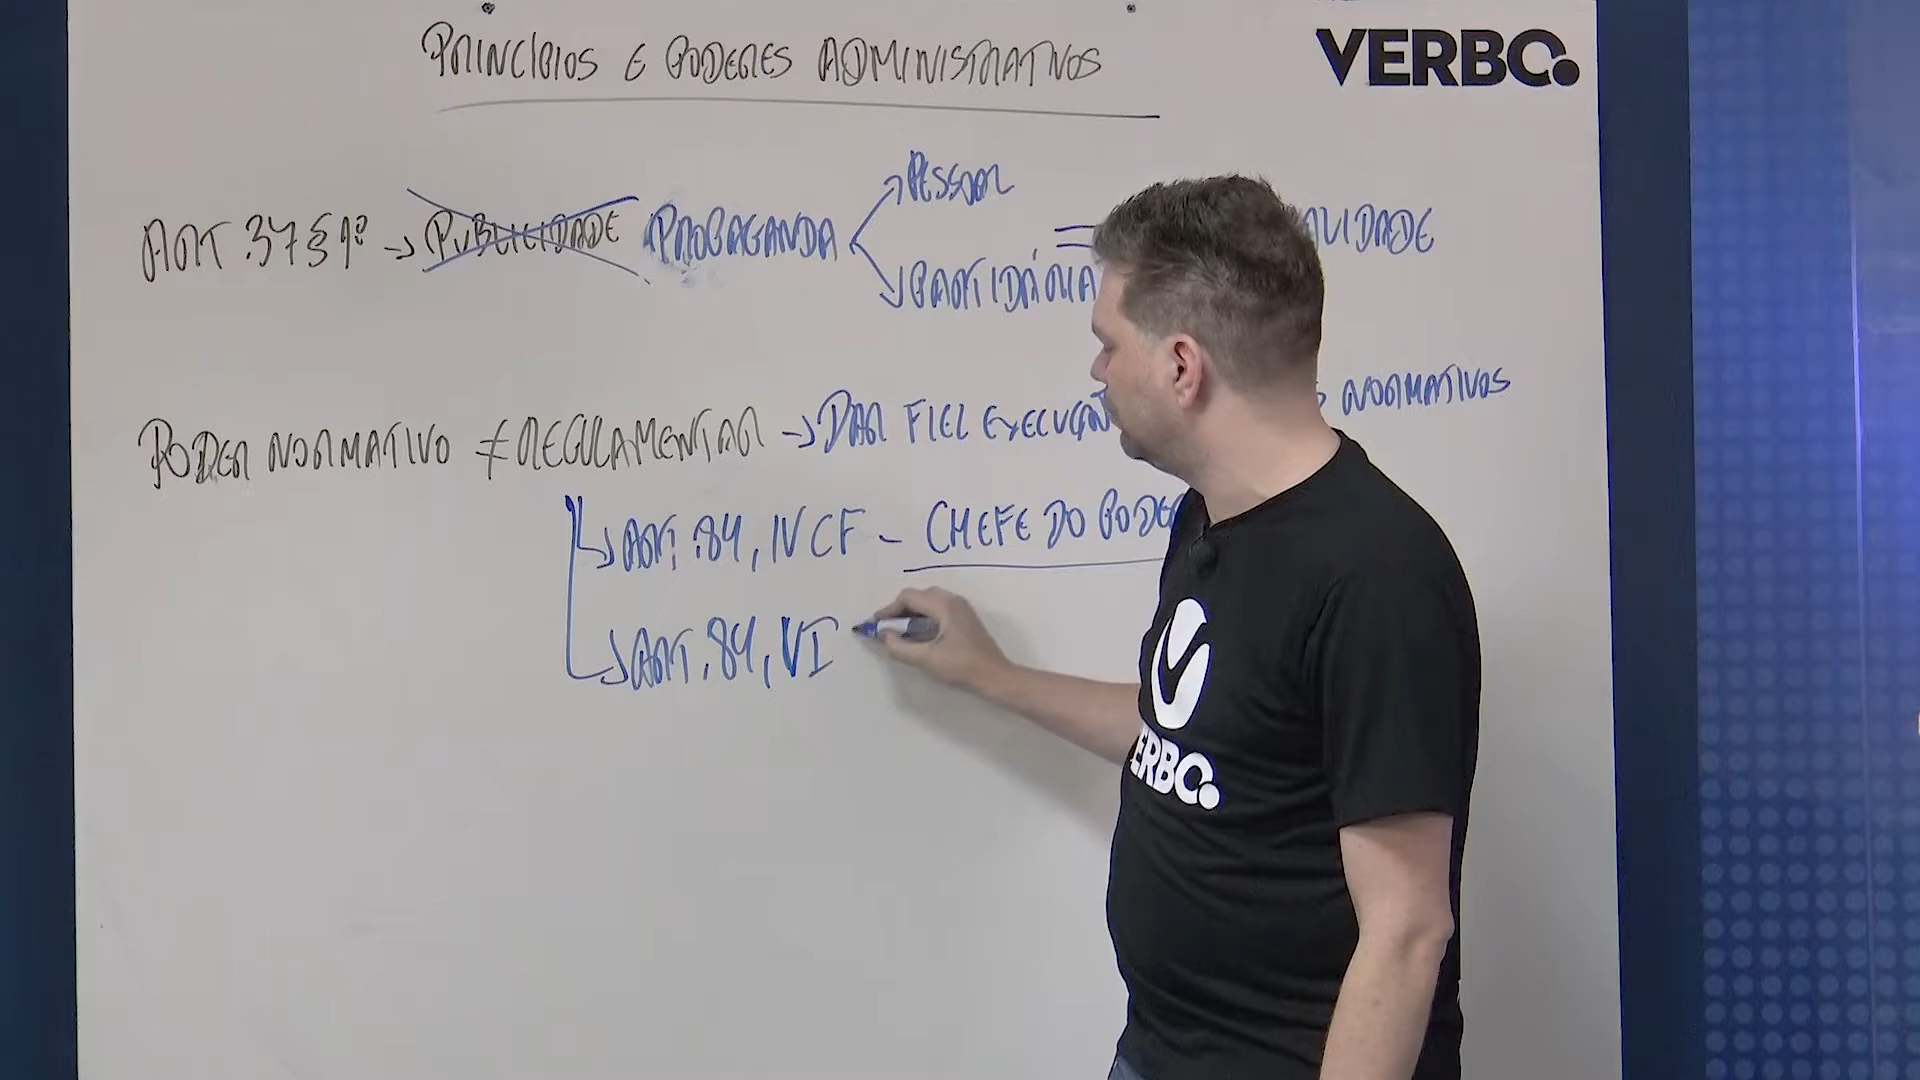 PRINCÍPIOS E PODERES ADMINISTRATIVOS
VERBO.
ART. 37 § 1º → PUBLICIDADE PROPAGANDA
PESSOAL
PARTIDÁRIA
= ALIDADE
PODER NORMATIVO ≠ REGULAMENTAR → DAR FIEL EXECUÇÃO NORMATIVOS
→ ART. 84, IV CF - CHEFE DO PODER
→ ART. 84, VI
ERBO.